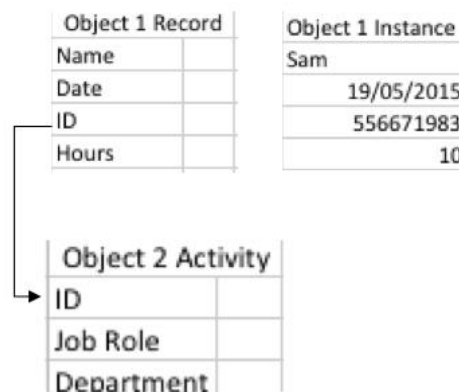 Object 1 Record
Name
Date
ID
Hours
Object 1 Instance
Sam
19/05/2015
556671983
10
Object 2 Activity
ID
Job Role
Department